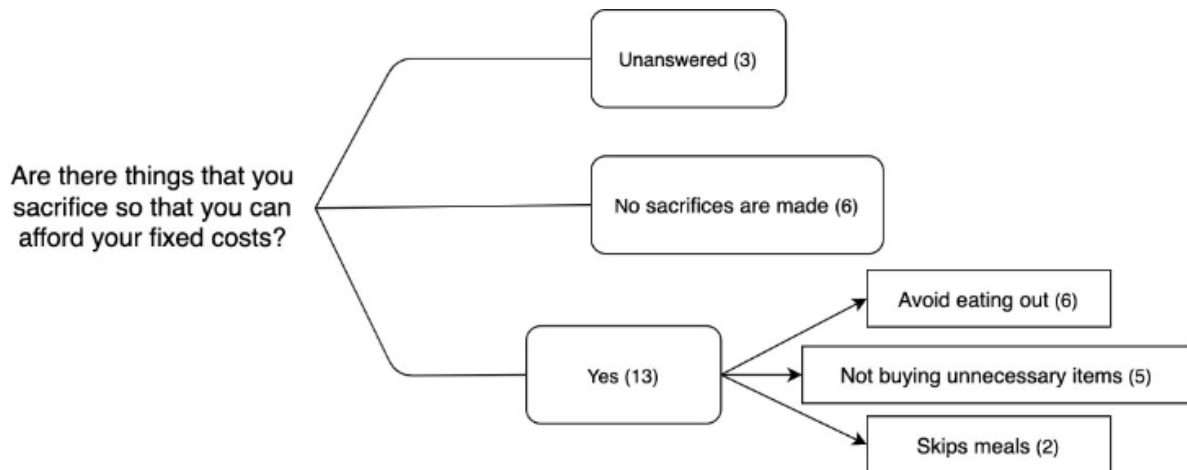 Are there things that you
sacrifice so that you can
afford your fixed costs?
Unanswered (3)
No sacrifices are made (6)
Yes (13)
Avoid eating out (6)
Not buying unnecessary items (5)
Skips meals (2)